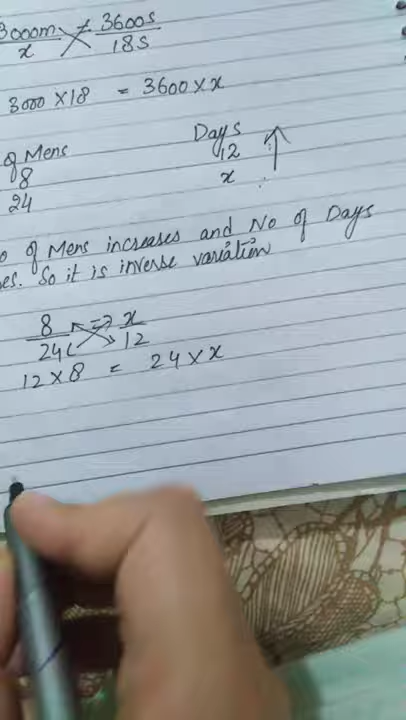 3000m = 3600s
x 18s
3000 × 18 = 3600 × x
of Mens Days
8 12
24 x
of Mens increases and No of Days
So it is inverse variation
8 = x
24 12
12 × 8 = 24 × x